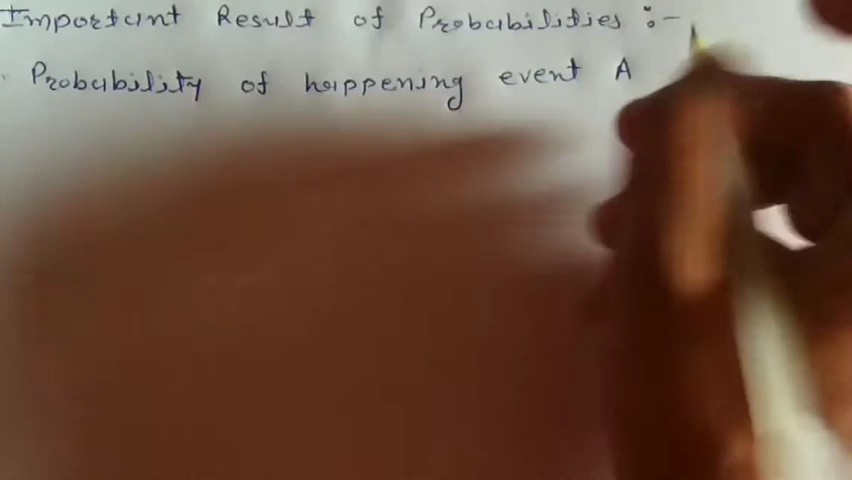 Important Result of Probabilities :-
Probability of happening event A